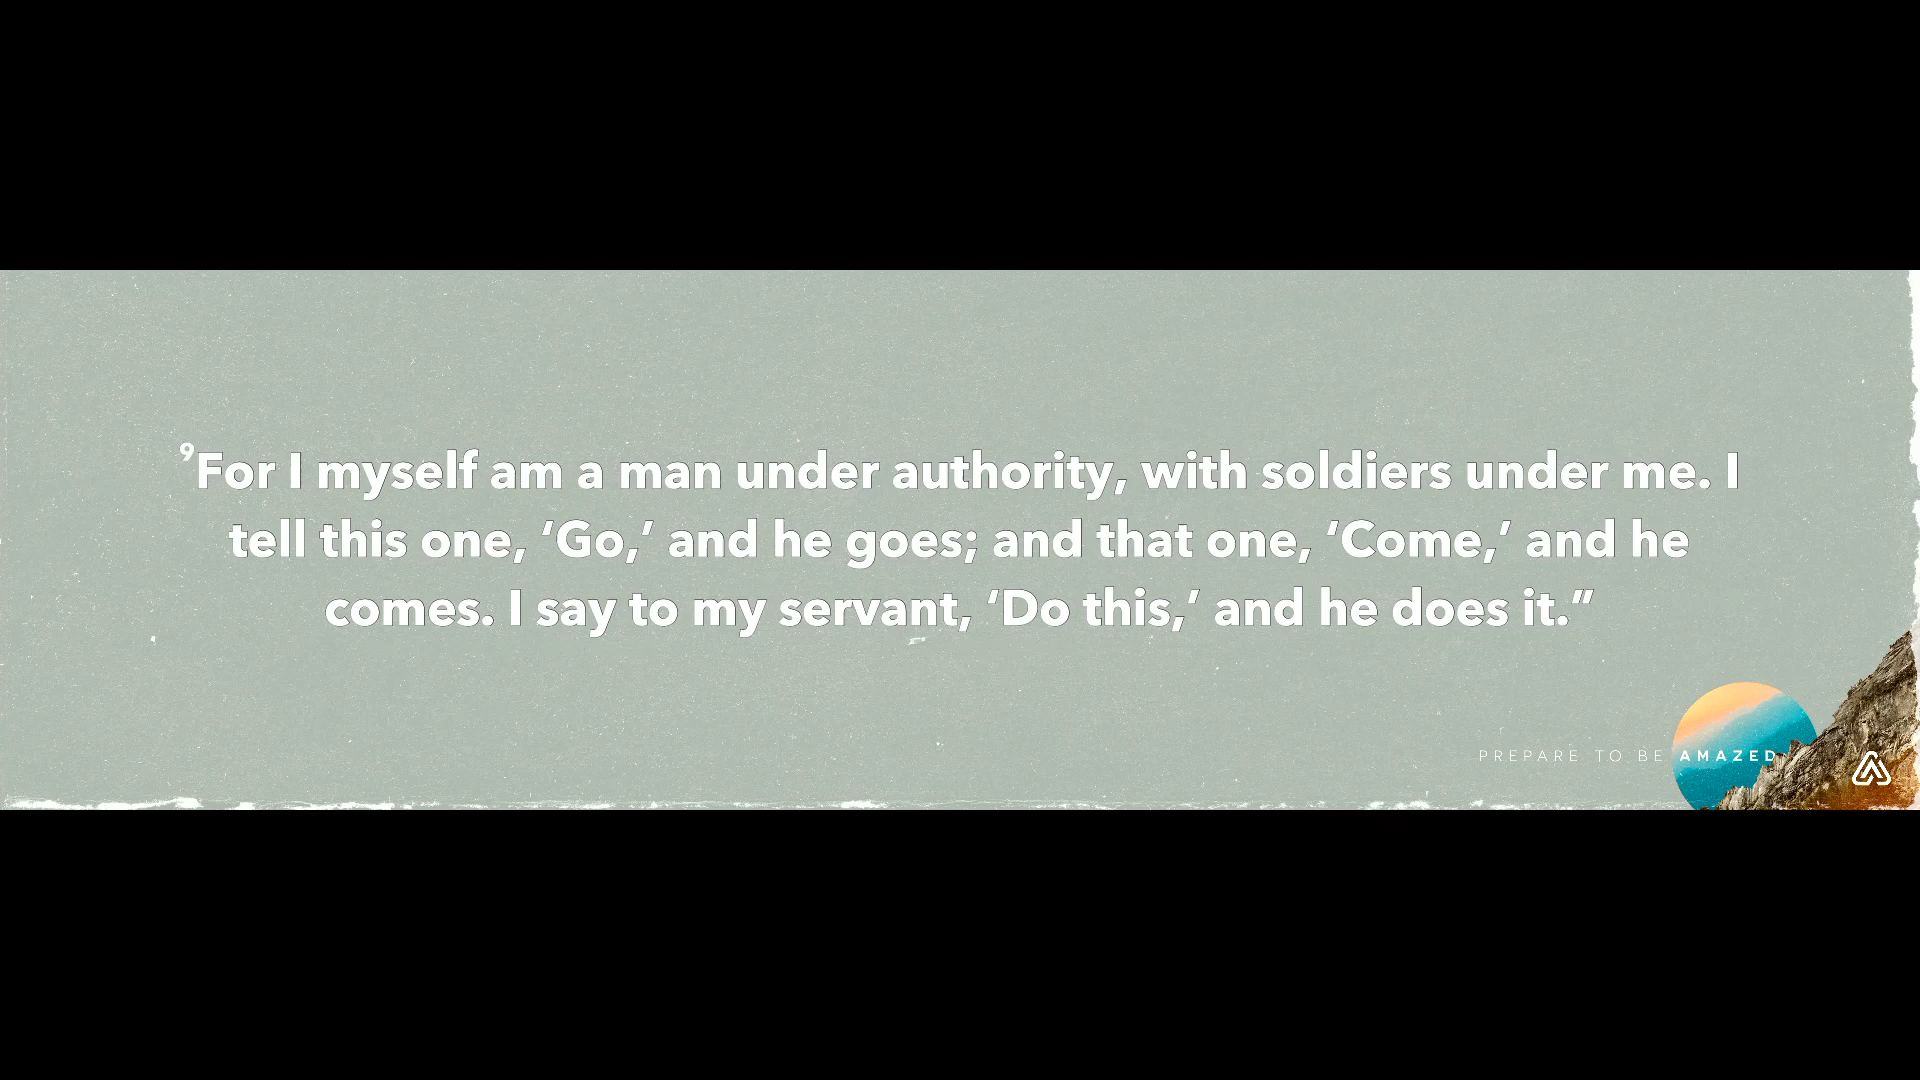 ⁹For I myself am a man under authority, with soldiers under me. I
tell this one, ‘Go,’ and he goes; and that one, ‘Come,’ and he
comes. I say to my servant, ‘Do this,’ and he does it.”
PREPARE TO BE AMAZED